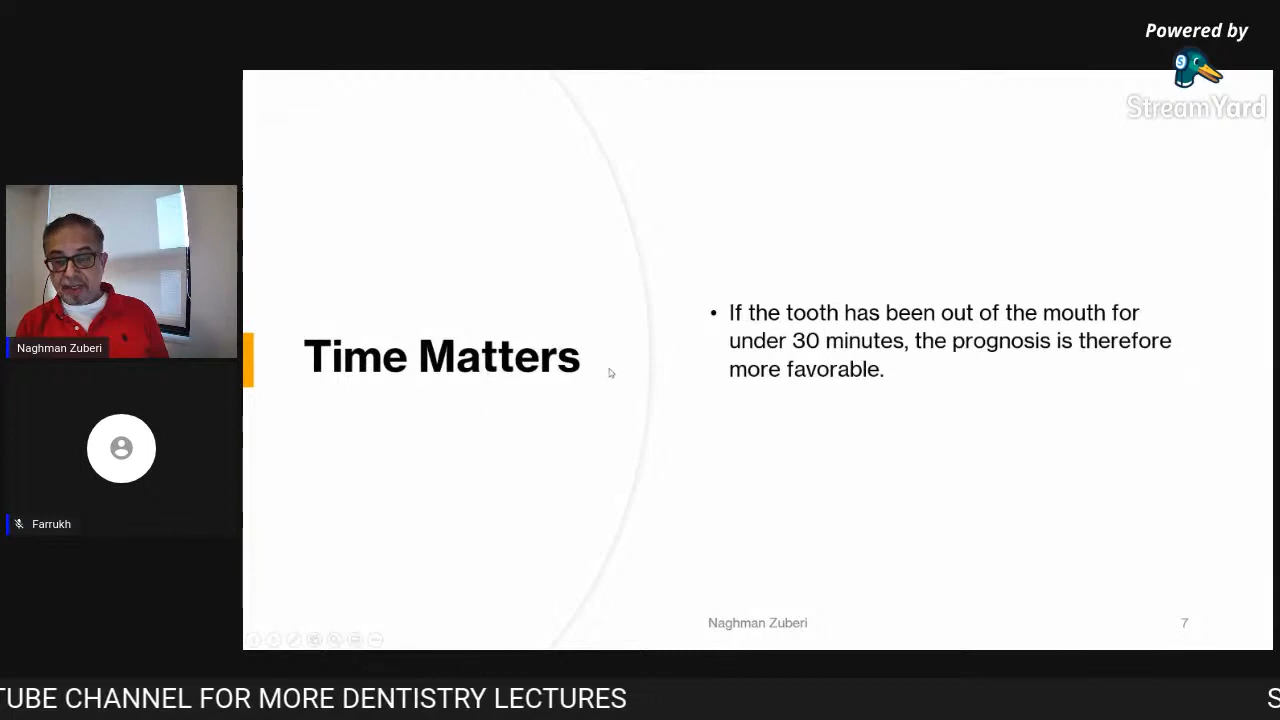 Powered by
StreamYard
Naghman Zuberi
Farrukh
Time Matters
• If the tooth has been out of the mouth for
under 30 minutes, the prognosis is therefore
more favorable.
Naghman Zuberi
7
TUBE CHANNEL FOR MORE DENTISTRY LECTURES
S